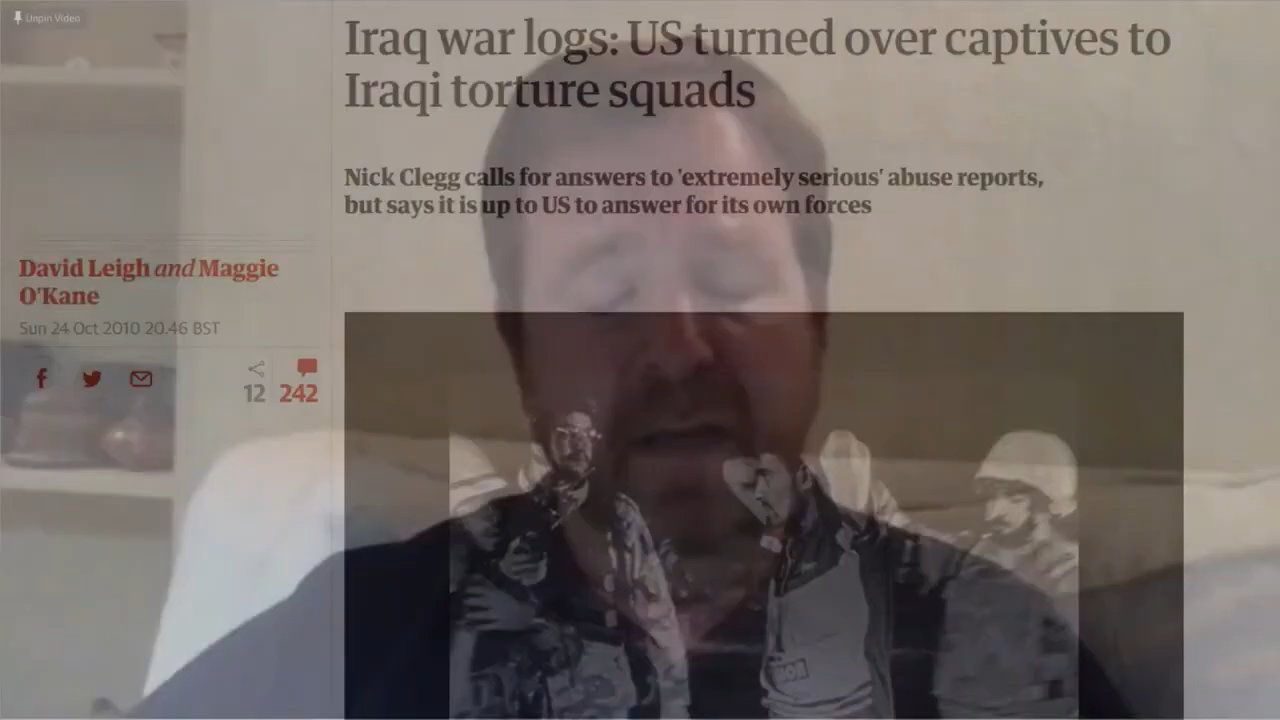 Unpin Video
Iraq war logs: US turned over captives to
Iraqi torture squads
Nick Clegg calls for answers to 'extremely serious' abuse reports,
but says it is up to US to answer for its own forces
David Leigh and Maggie
O'Kane
Sun 24 Oct 2010 20.46 BST
12 242